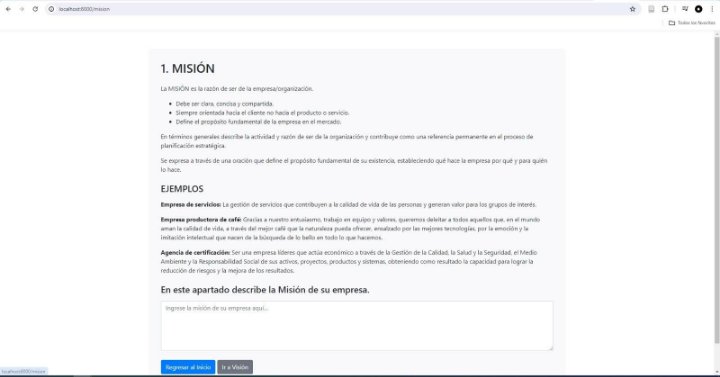 localhost:8000/mision
Todos los favoritos
1. MISIÓN
La MISIÓN es la razón de ser de la empresa/organización.
• Debe ser clara, concisa y compartida.
• Siempre orientada hacia el cliente no hacia el producto o servicio.
• Define el propósito fundamental de la empresa en el mercado.
En términos generales describe la actividad y razón de ser de la organización y contribuye como una referencia permanente en el proceso de
planificación estratégica.
Se expresa a través de una oración que define el propósito fundamental de su existencia, estableciendo qué hace la empresa por qué y para quién
lo hace.
EJEMPLOS
Empresa de servicios: La gestión de servicios que contribuyen a la calidad de vida de las personas y generan valor para los grupos de interés.
Empresa productora de café: Gracias a nuestro entusiasmo, trabajo en equipo y valores, queremos deleitar a todos aquellos que, en el mundo
aman la calidad de vida, a través del mejor café que la naturaleza pueda ofrecer, ensalzado por las mejores tecnologías, por la emoción y la
imitación intelectual que nacen de la búsqueda de lo bello en todo lo que hacemos.
Agencia de certificación: Ser una empresa líderes que actúa económico a través de la Gestión de la Calidad, la Salud y la Seguridad, el Medio
Ambiente y la Responsabilidad Social de sus activos, proyectos, productos y sistemas, obteniendo como resultado la capacidad para lograr la
reducción de riesgos y la mejora de los resultados.
En este apartado describe la Misión de su empresa.
Ingrese la misión de su empresa aquí...
Regresar al Inicio
Ir a Visión
localhost:8000/mision